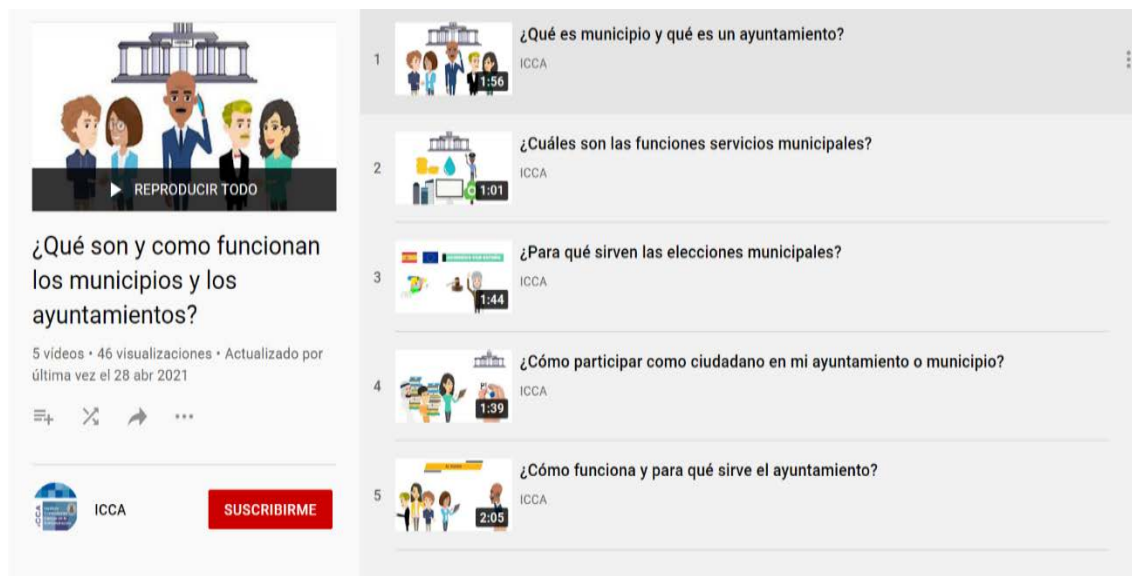 REPRODUCIR TODO
¿Qué son y como funcionan
los municipios y los
ayuntamientos?
5 vídeos • 46 visualizaciones • Actualizado por
última vez el 28 abr 2021
ICCA
SUSCRIBIRME
1
1:56
¿Qué es municipio y qué es un ayuntamiento?
ICCA
2
1:01
¿Cuáles son las funciones servicios municipales?
ICCA
3
1:44
¿Para qué sirven las elecciones municipales?
ICCA
4
1:39
¿Cómo participar como ciudadano en mi ayuntamiento o municipio?
ICCA
5
2:05
¿Cómo funciona y para qué sirve el ayuntamiento?
ICCA